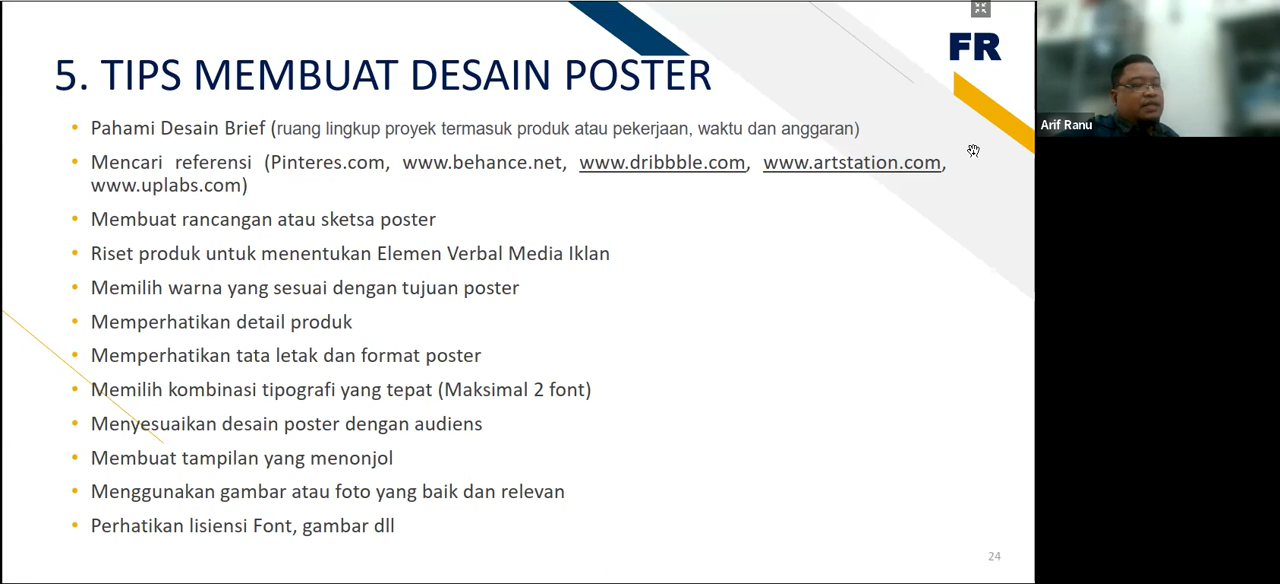 FR
5. TIPS MEMBUAT DESAIN POSTER
• Pahami Desain Brief (ruang lingkup proyek termasuk produk atau pekerjaan, waktu dan anggaran)
• Mencari referensi (Pinteres.com, www.behance.net, www.dribbble.com, www.artstation.com,
www.uplabs.com)
• Membuat rancangan atau sketsa poster
• Riset produk untuk menentukan Elemen Verbal Media Iklan
• Memilih warna yang sesuai dengan tujuan poster
• Memperhatikan detail produk
• Memperhatikan tata letak dan format poster
• Memilih kombinasi tipografi yang tepat (Maksimal 2 font)
• Menyesuaikan desain poster dengan audiens
• Membuat tampilan yang menonjol
• Menggunakan gambar atau foto yang baik dan relevan
• Perhatikan lisiensi Font, gambar dll
24
Arif Ranu